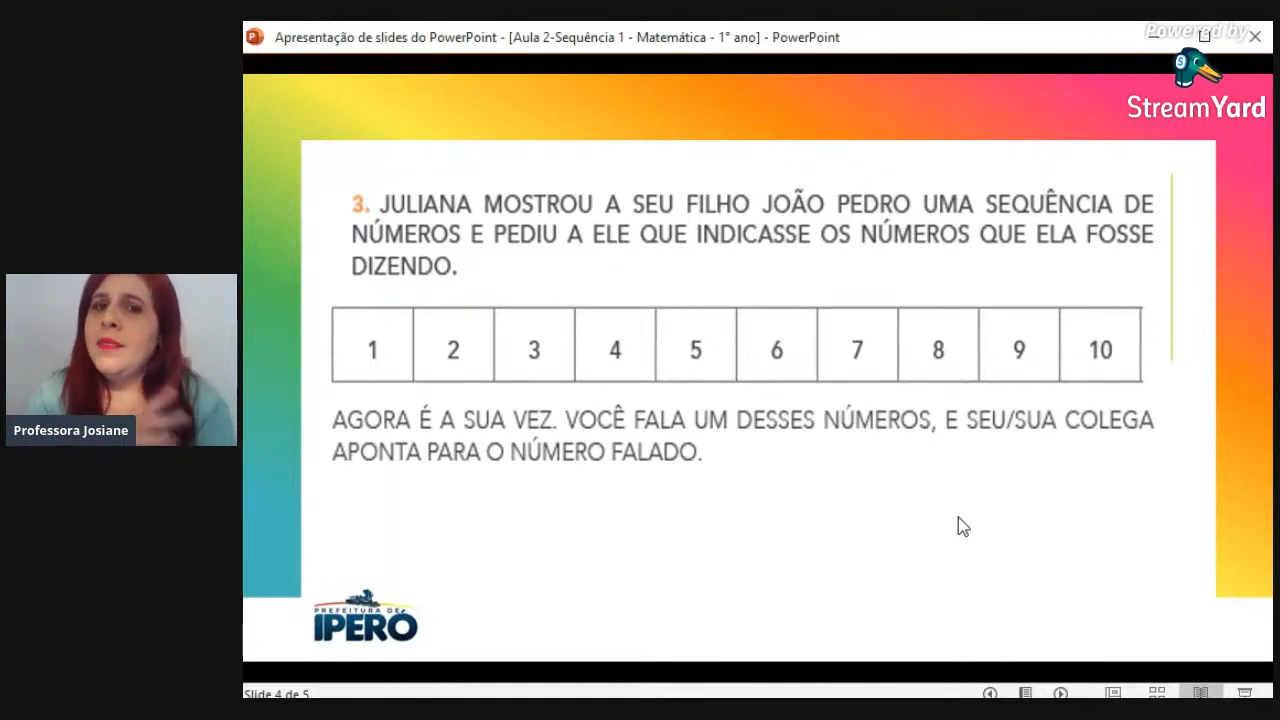 Apresentação de slides do PowerPoint - [Aula 2-Sequência 1 - Matemática - 1° ano] - PowerPoint
Powered by
StreamYard
3. JULIANA MOSTROU A SEU FILHO JOÃO PEDRO UMA SEQUÊNCIA DE
NÚMEROS E PEDIU A ELE QUE INDICASSE OS NÚMEROS QUE ELA FOSSE
DIZENDO.
1 2 3 4 5 6 7 8 9 10
AGORA É A SUA VEZ. VOCÊ FALA UM DESSES NÚMEROS, E SEU/SUA COLEGA
APONTA PARA O NÚMERO FALADO.
Professora Josiane
PREFEITURA DE
IPERÓ
Slide 4 de 5